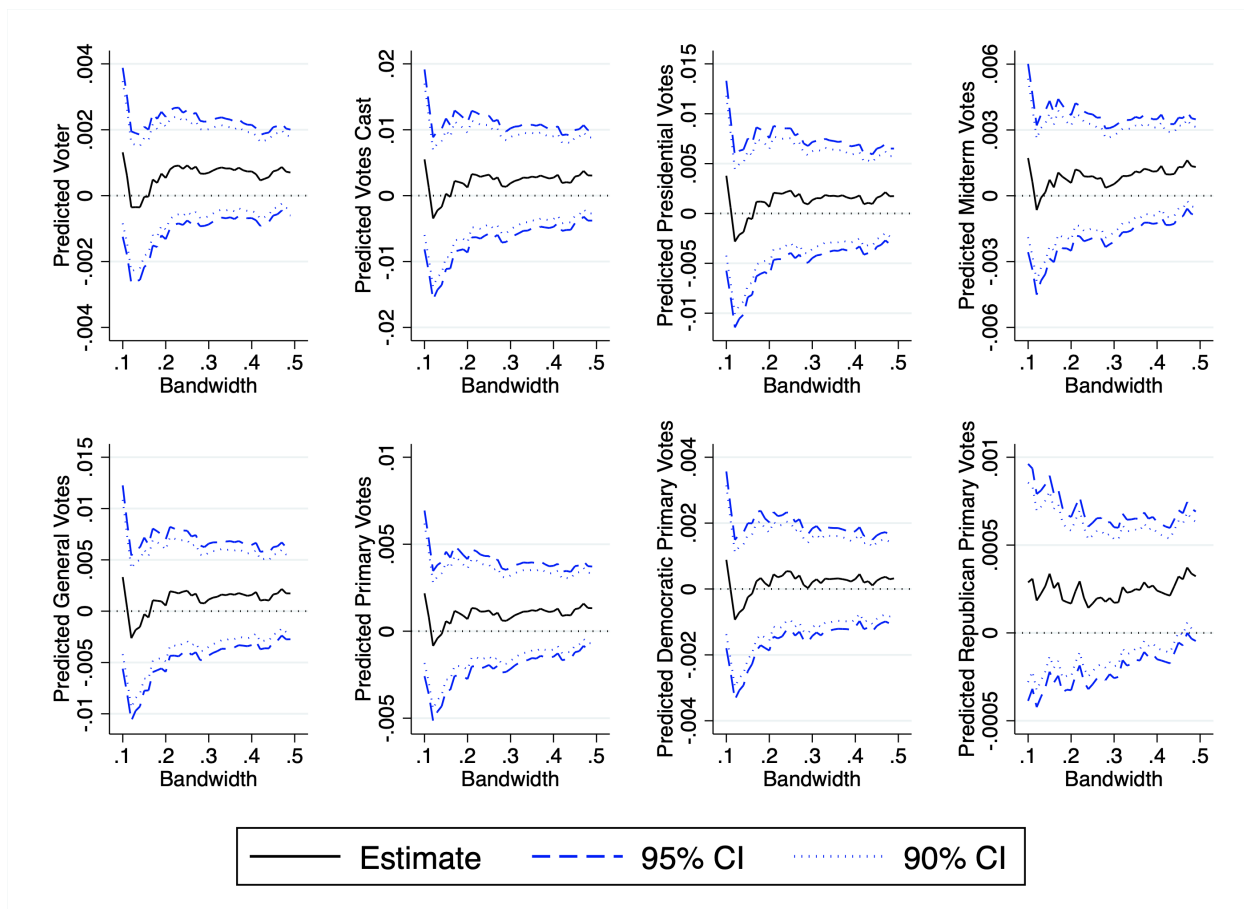 Predicted Voter
.004
.002
0
-.002
-.004
.1 .2 .3 .4 .5
Bandwidth
Predicted Votes Cast
.02
.01
0
-.01
-.02
.1 .2 .3 .4 .5
Bandwidth
Predicted Presidential Votes
.015
.01
.005
0
-.005
-.01
.1 .2 .3 .4 .5
Bandwidth
Predicted Midterm Votes
.006
.003
0
-.003
-.006
.1 .2 .3 .4 .5
Bandwidth
Predicted General Votes
.015
.01
.005
0
-.005
-.01
.1 .2 .3 .4 .5
Bandwidth
Predicted Primary Votes
.01
.005
0
-.005
.1 .2 .3 .4 .5
Bandwidth
Predicted Democratic Primary Votes
.004
.002
0
-.002
-.004
.1 .2 .3 .4 .5
Bandwidth
Predicted Republican Primary Votes
.001
.0005
0
-.0005
.1 .2 .3 .4 .5
Bandwidth
Estimate 95% CI 90% CI